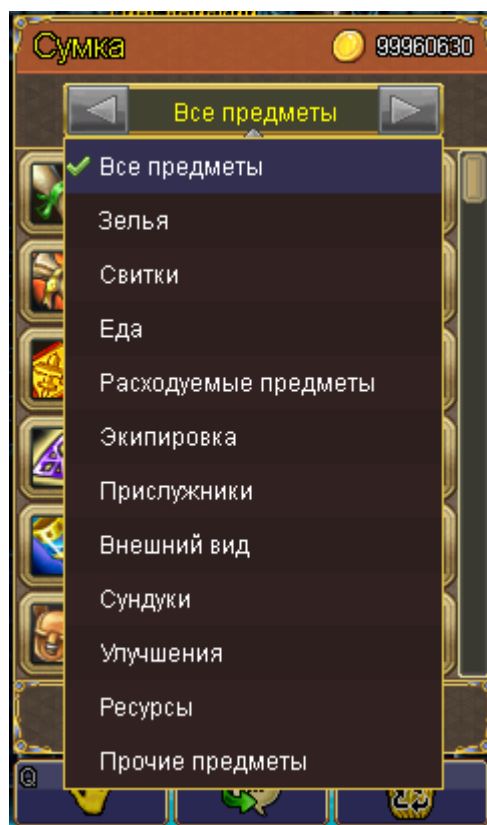 Сумка
99960630
Все предметы
Все предметы
Зелья
Свитки
Еда
Расходуемые предметы
Экипировка
Прислужники
Внешний вид
Сундуки
Улучшения
Ресурсы
Прочие предметы
Q